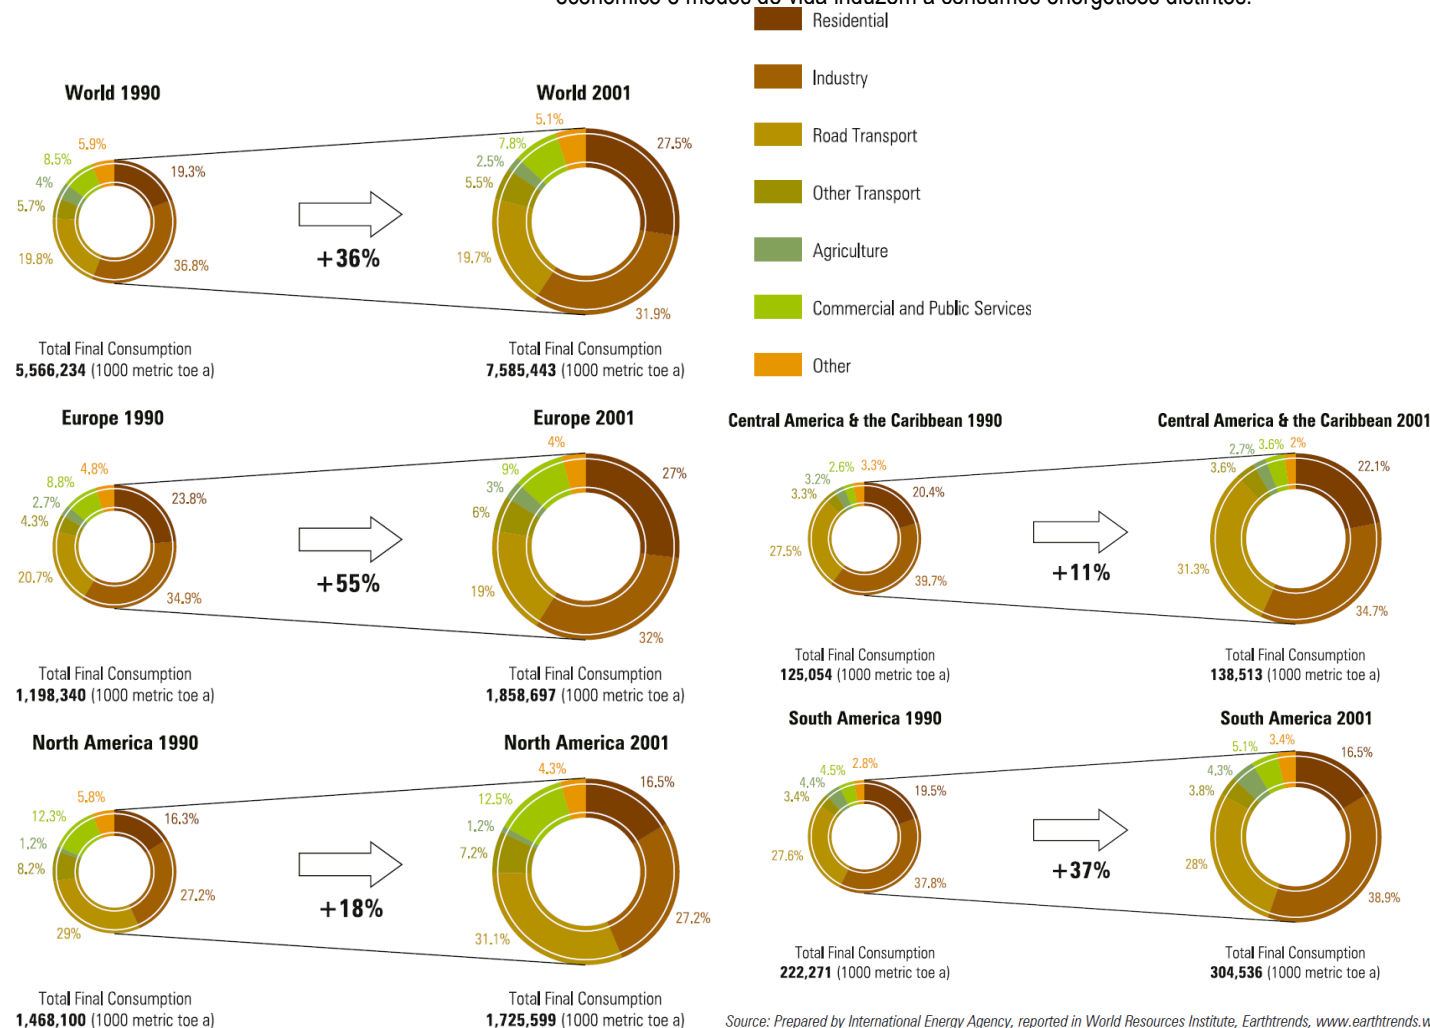 económico e modos de vida induzem a consumos energéticos distintos.
Residential
Industry
Road Transport
Other Transport
Agriculture
Commercial and Public Services
Other
World 1990
5.9%
8.5%
4%
5.7%
19.8%
19.3%
36.8%
+36%
World 2001
5.1%
7.8%
2.5%
5.5%
19.7%
27.5%
31.9%
Total Final Consumption
5,566,234 (1000 metric toe a)
Total Final Consumption
7,585,443 (1000 metric toe a)
Europe 1990
4.8%
8.8%
2.7%
4.3%
20.7%
23.8%
34.9%
+55%
Europe 2001
4%
9%
3%
6%
19%
27%
32%
Total Final Consumption
1,198,340 (1000 metric toe a)
Total Final Consumption
1,858,697 (1000 metric toe a)
North America 1990
5.8%
12.3%
1.2%
8.2%
29%
16.3%
27.2%
+18%
North America 2001
4.3%
12.5%
1.2%
7.2%
31.1%
16.5%
27.2%
Total Final Consumption
1,468,100 (1000 metric toe a)
Total Final Consumption
1,725,599 (1000 metric toe a)
Central America & the Caribbean 1990
3.3%
2.6%
3.2%
3.3%
27.5%
20.4%
39.7%
+11%
Central America & the Caribbean 2001
2%
3.6%
2.7%
3.6%
31.3%
22.1%
34.7%
Total Final Consumption
125,054 (1000 metric toe a)
Total Final Consumption
138,513 (1000 metric toe a)
South America 1990
2.8%
4.5%
4.4%
3.4%
27.6%
19.5%
37.8%
+37%
South America 2001
3.4%
5.1%
4.3%
3.8%
28%
16.5%
38.9%
Total Final Consumption
222,271 (1000 metric toe a)
Total Final Consumption
304,536 (1000 metric toe a)
Source: Prepared by International Energy Agency, reported in World Resources Institute, Earthtrends, www.earthtrends.w